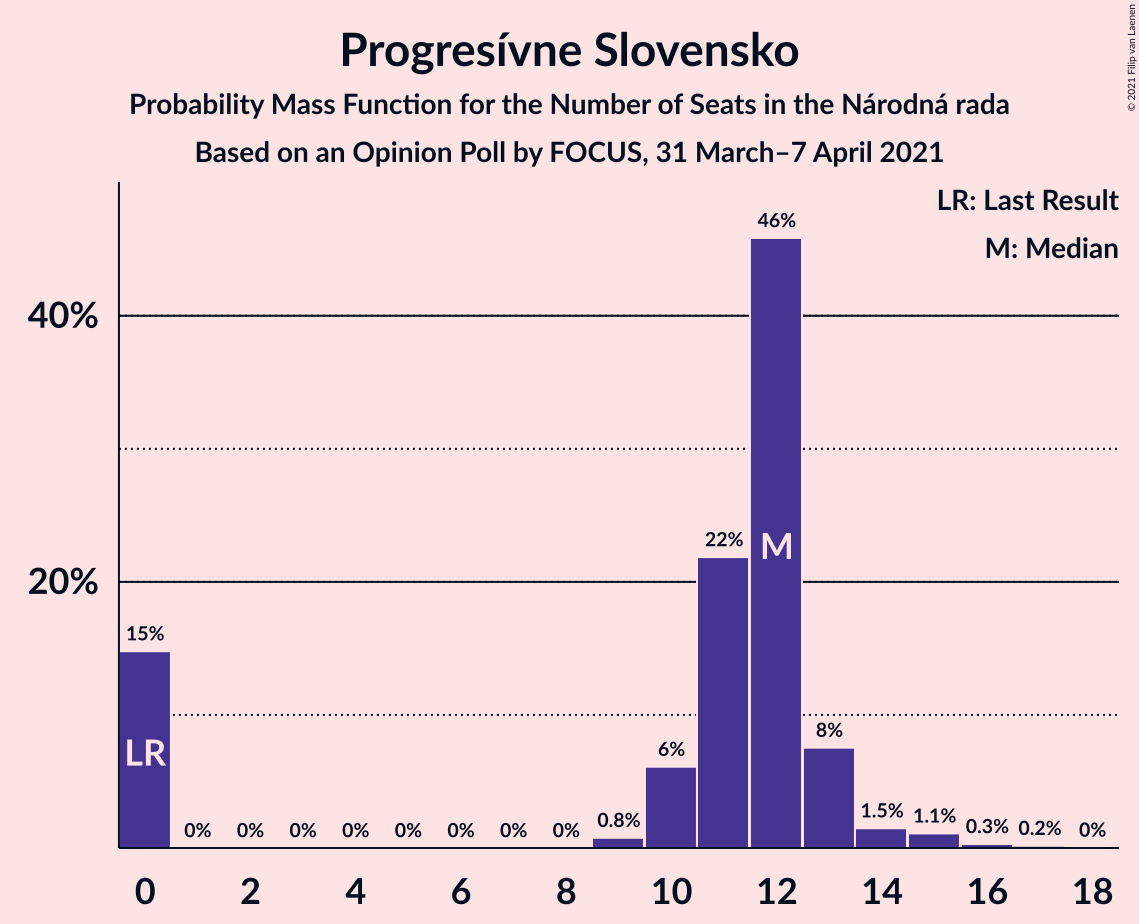 Progresívne Slovensko
Probability Mass Function for the Number of Seats in the Národná rada
Based on an Opinion Poll by FOCUS, 31 March–7 April 2021
© 2021 Filip van Laenen
LR: Last Result
M: Median
46%
40%
22%
M
20%
15%
LR
0% 0% 0% 0% 0% 0% 0% 0% 0.8% 6% 8% 1.5% 1.1% 0.3% 0.2% 0%
0 2 4 6 8 10 12 14 16 18